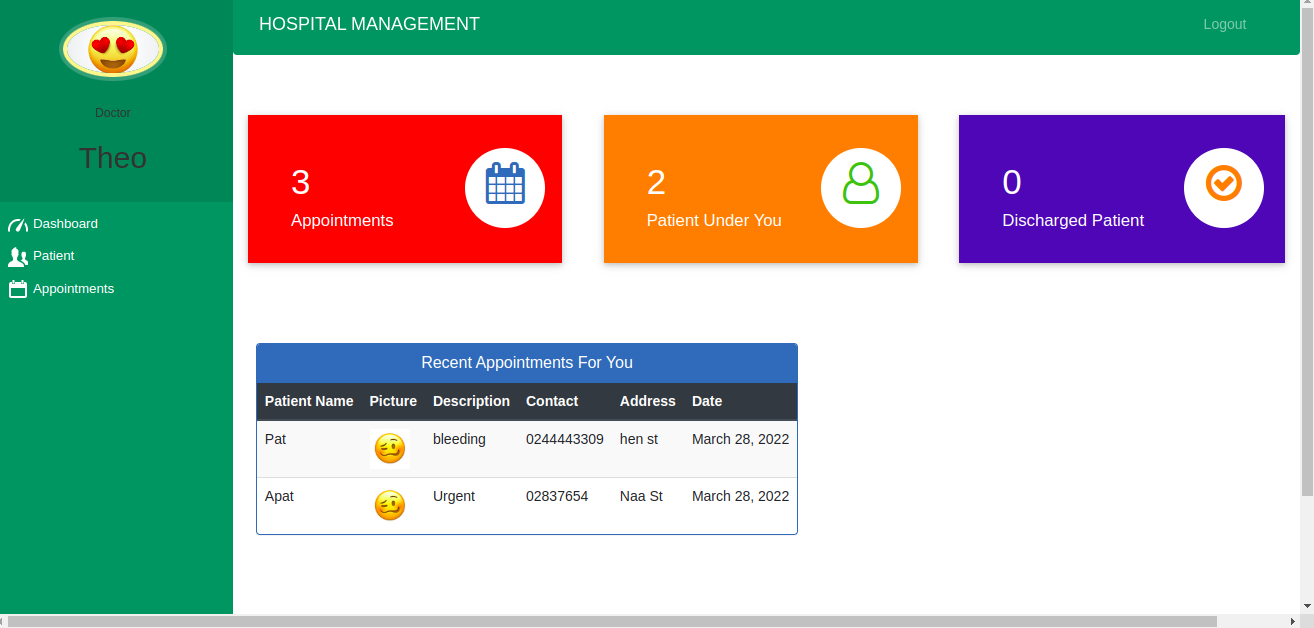 HOSPITAL MANAGEMENT
Logout
Doctor
Theo
Dashboard
Patient
Appointments
3
Appointments
2
Patient Under You
0
Discharged Patient
Recent Appointments For You
Patient Name Picture Description Contact Address Date
Pat bleeding 0244443309 hen st March 28, 2022
Apat Urgent 02837654 Naa St March 28, 2022